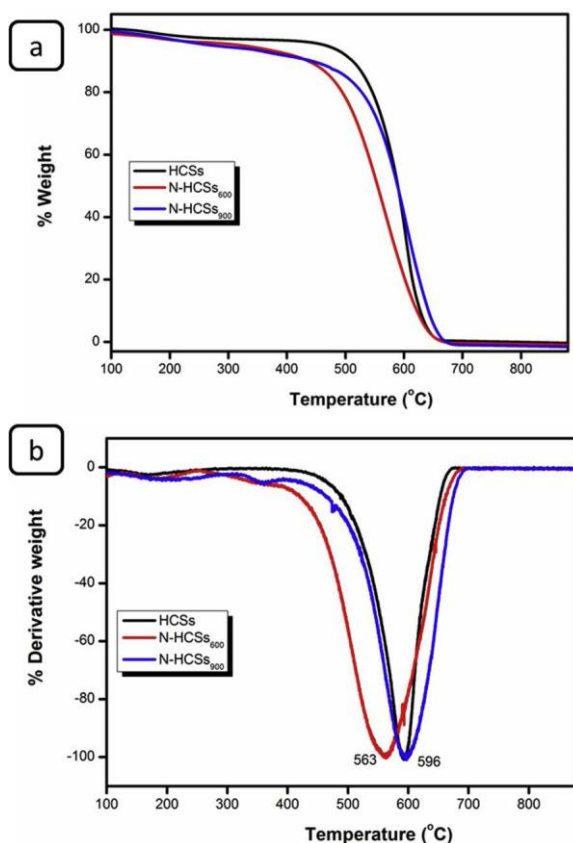 a
100
80
60
40
20
0
% Weight
HCSs
N-HCSs600
N-HCSs900
100 200 300 400 500 600 700 800
Temperature (°C)
b
0
-20
-40
-60
-80
-100
% Derivative weight
HCSs
N-HCSs600
N-HCSs900
563 596
100 200 300 400 500 600 700 800
Temperature (°C)